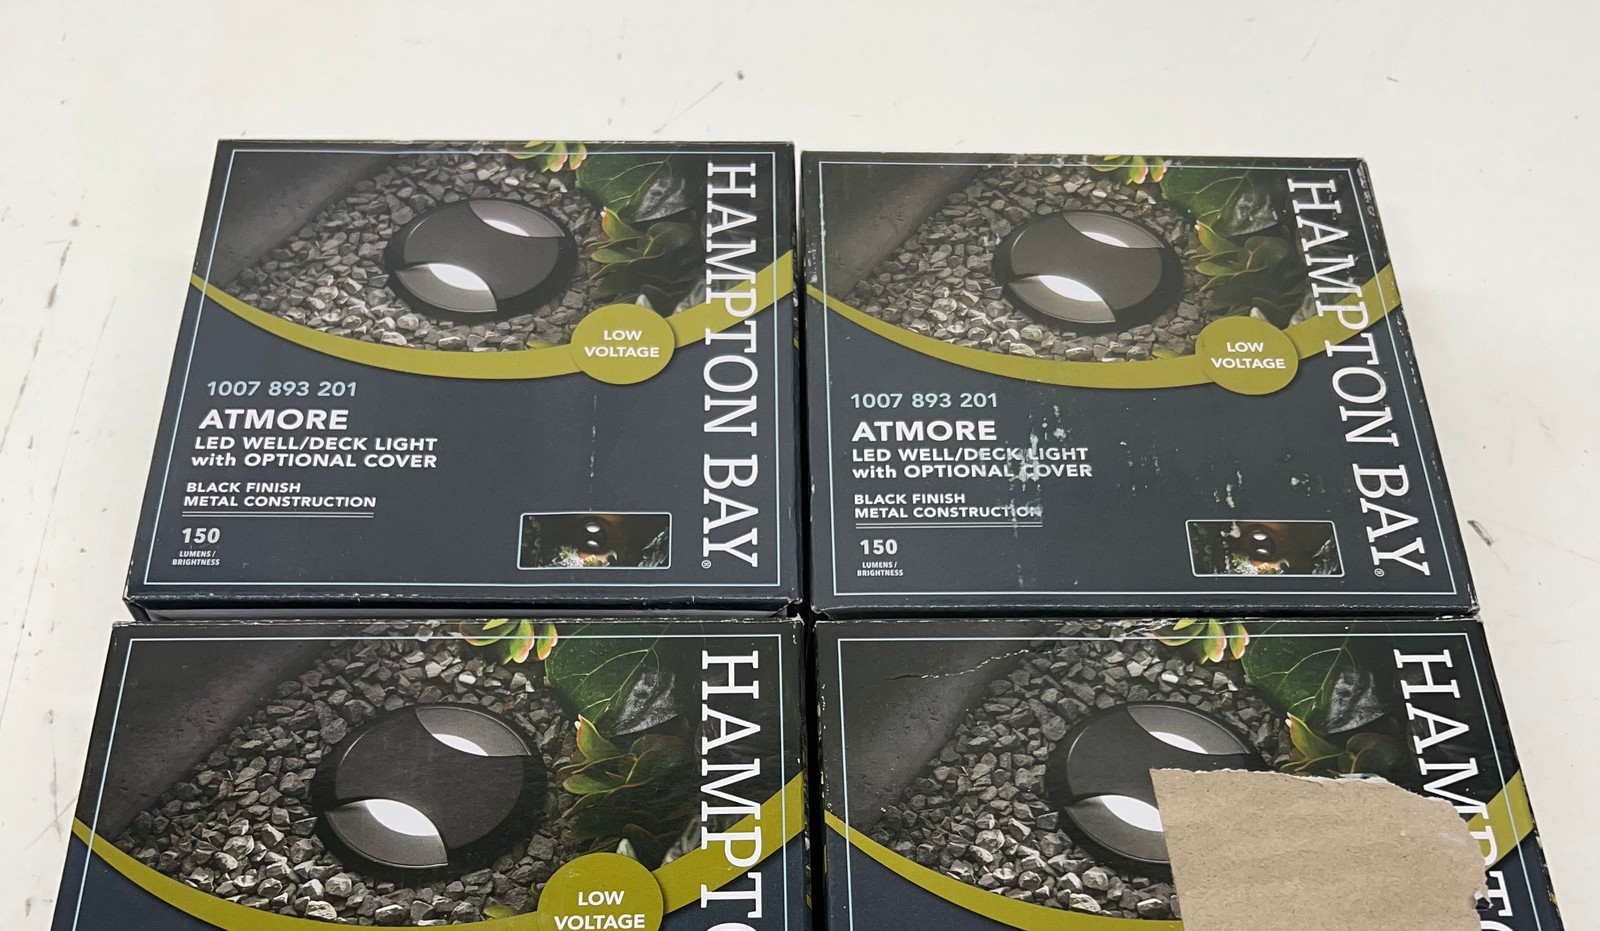 HAMPTON BAY®
LOW
VOLTAGE
1007 893 201
ATMORE
LED WELL/DECK LIGHT
with OPTIONAL COVER
BLACK FINISH
METAL CONSTRUCTION
150
LUMENS /
BRIGHTNESS
HAMPTON BAY®
LOW
VOLTAGE
1007 893 201
ATMORE
LED WELL/DECK LIGHT
with OPTIONAL COVER
BLACK FINISH
METAL CONSTRUCTION
150
LUMENS /
BRIGHTNESS
HAMPTO
LOW
VOLTAGE
HAMPTO